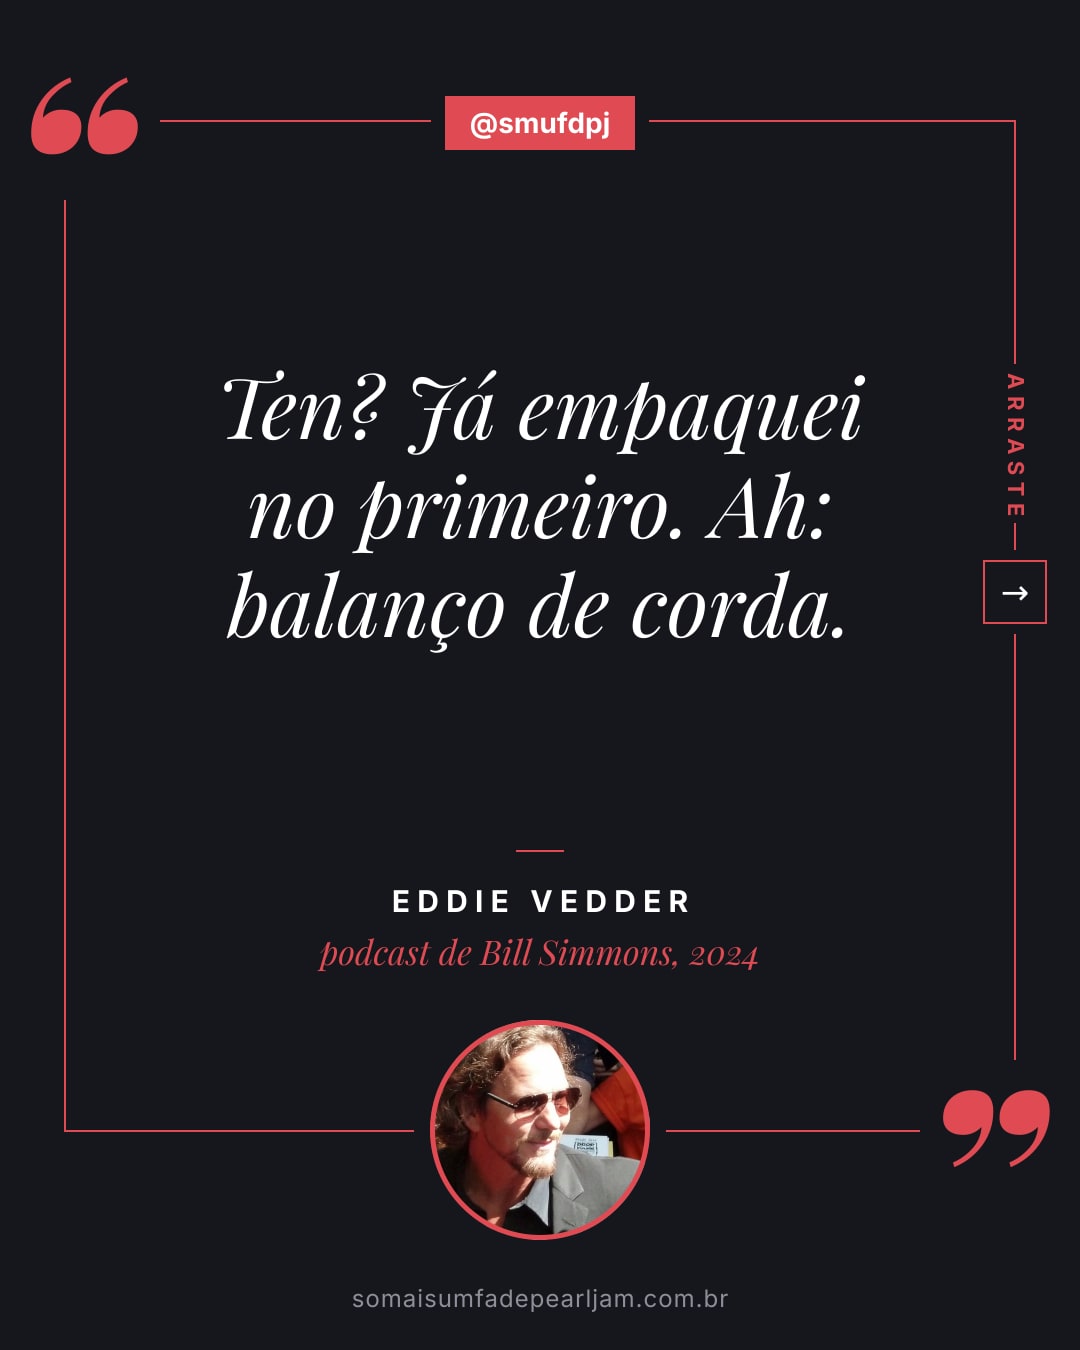 @smufdpj
Ten? Já empaquei
no primeiro. Ah:
balanço de corda.
ARRASTE
→
EDDIE VEDDER
podcast de Bill Simmons, 2024
somaisumfadepearljam.com.br